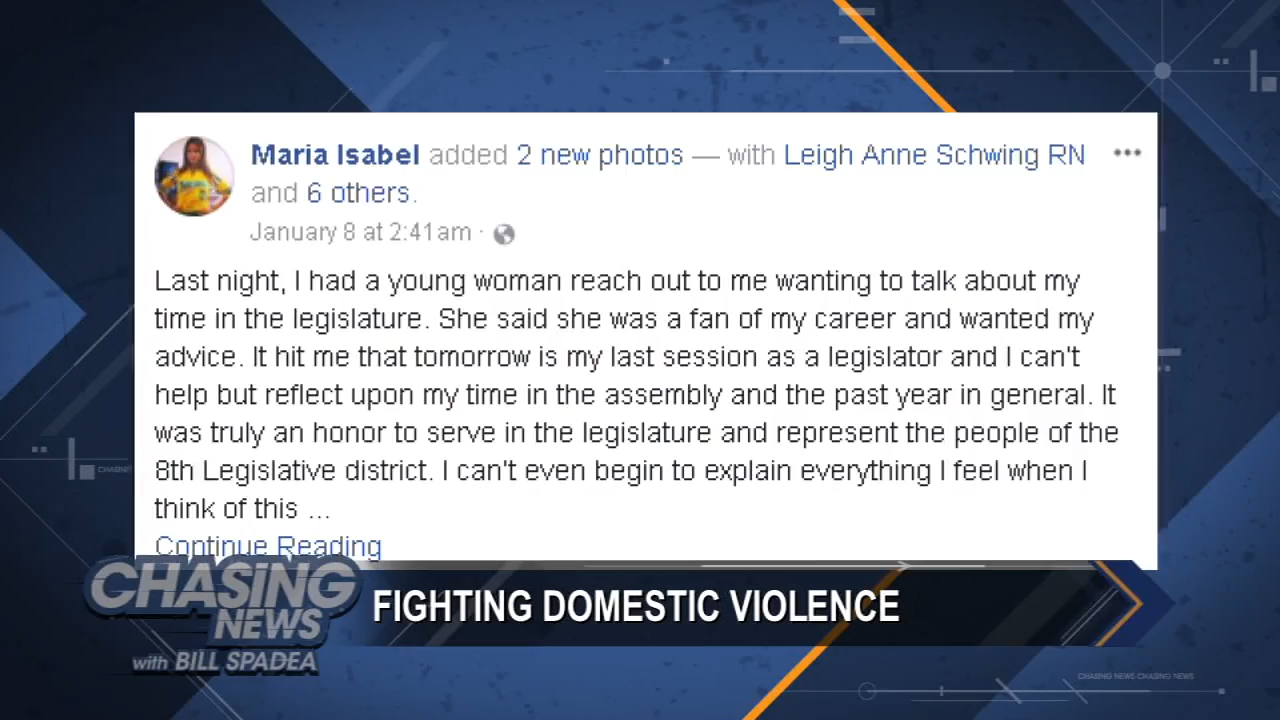 Maria Isabel added 2 new photos — with Leigh Anne Schwing RN
and 6 others.
January 8 at 2:41am ·
Last night, I had a young woman reach out to me wanting to talk about my
time in the legislature. She said she was a fan of my career and wanted my
advice. It hit me that tomorrow is my last session as a legislator and I can't
help but reflect upon my time in the assembly and the past year in general. It
was truly an honor to serve in the legislature and represent the people of the
8th Legislative district. I can't even begin to explain everything I feel when I
think of this ...
Continue Reading
CHASING
NEWS
with BILL SPADEA
FIGHTING DOMESTIC VIOLENCE
CHASING NEWS CHASING NEWS